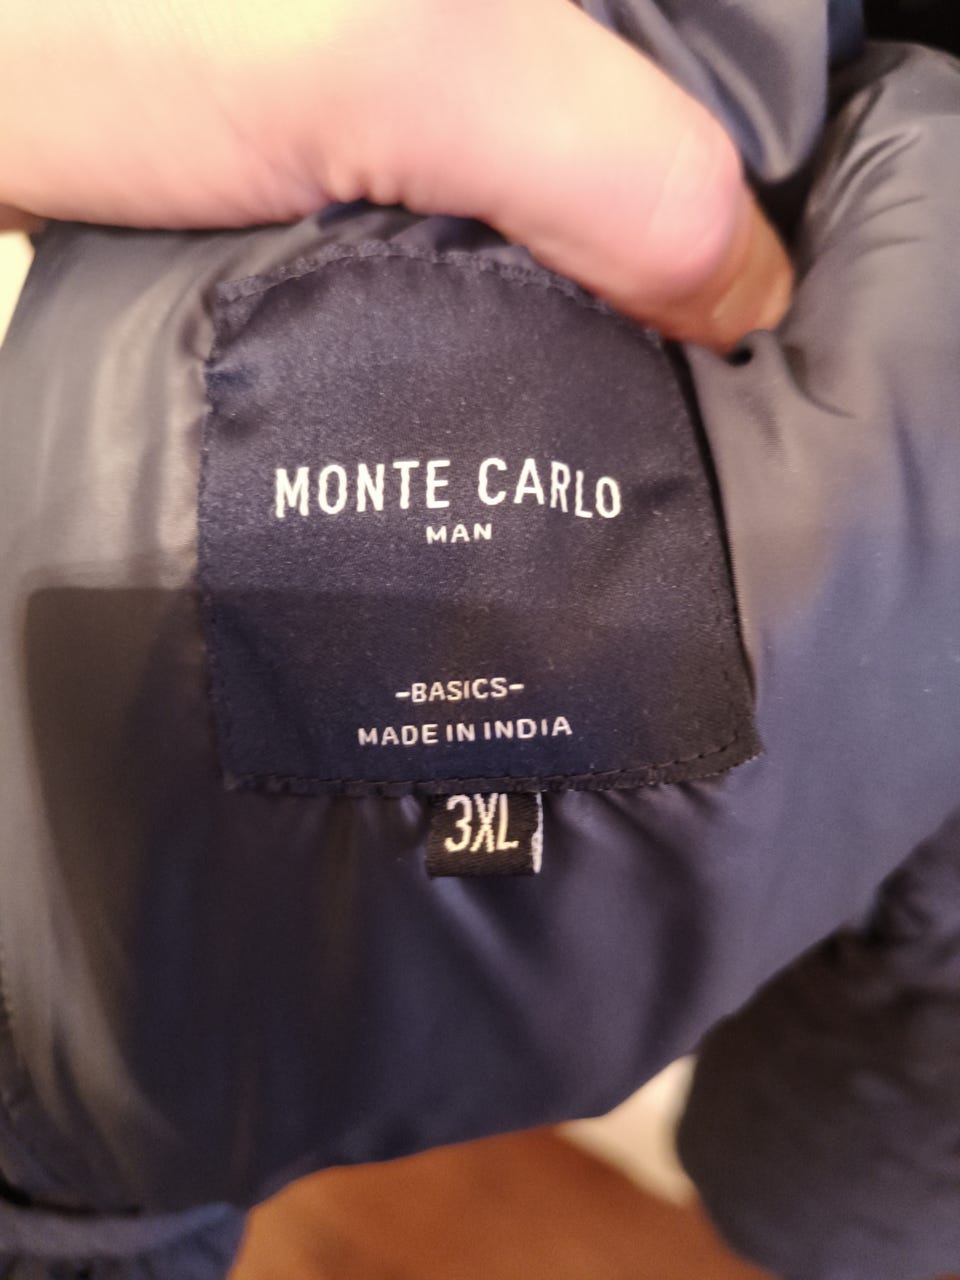 MONTE CARLO
MAN
-BASICS-
MADE IN INDIA
3XL